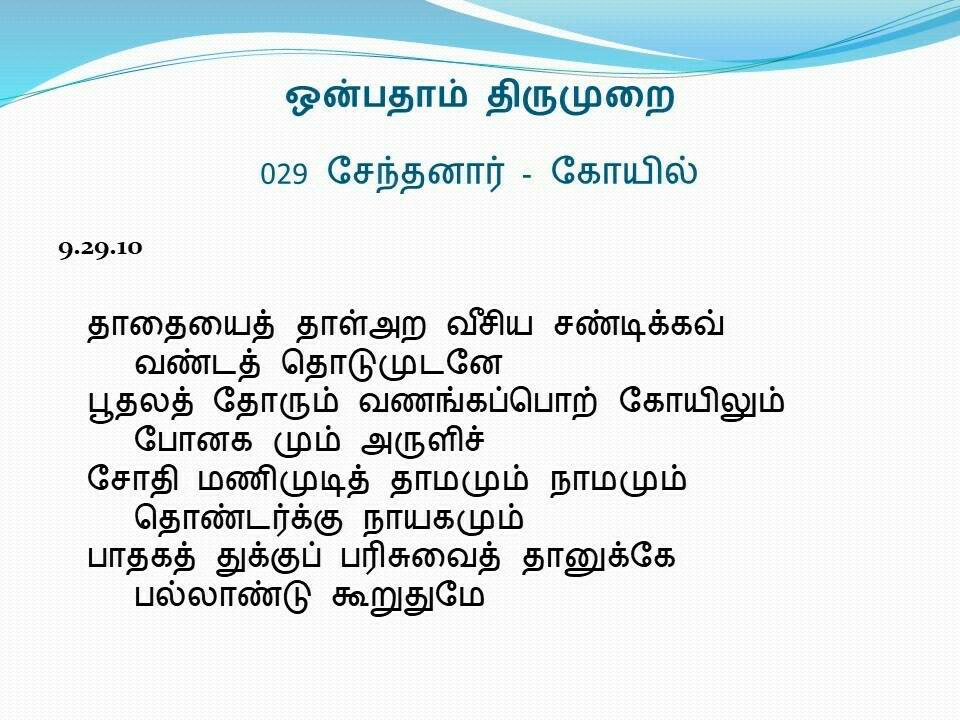 ஒன்பதாம் திருமுறை
029 சேந்தனார் - கோயில்
9.29.10
தாதையைத் தாள்அற வீசிய சண்டிக்கவ்
வண்டத் தொடுமுடனே
பூதலத் தோரும் வணங்கப்பொற் கோயிலும்
போனக மும் அருளிச்
சோதி மணிமுடித் தாமமும் நாமமும்
தொண்டர்க்கு நாயகமும்
பாதகத் துக்குப் பரிசுவைத் தானுக்கே
பல்லாண்டு கூறுதுமே